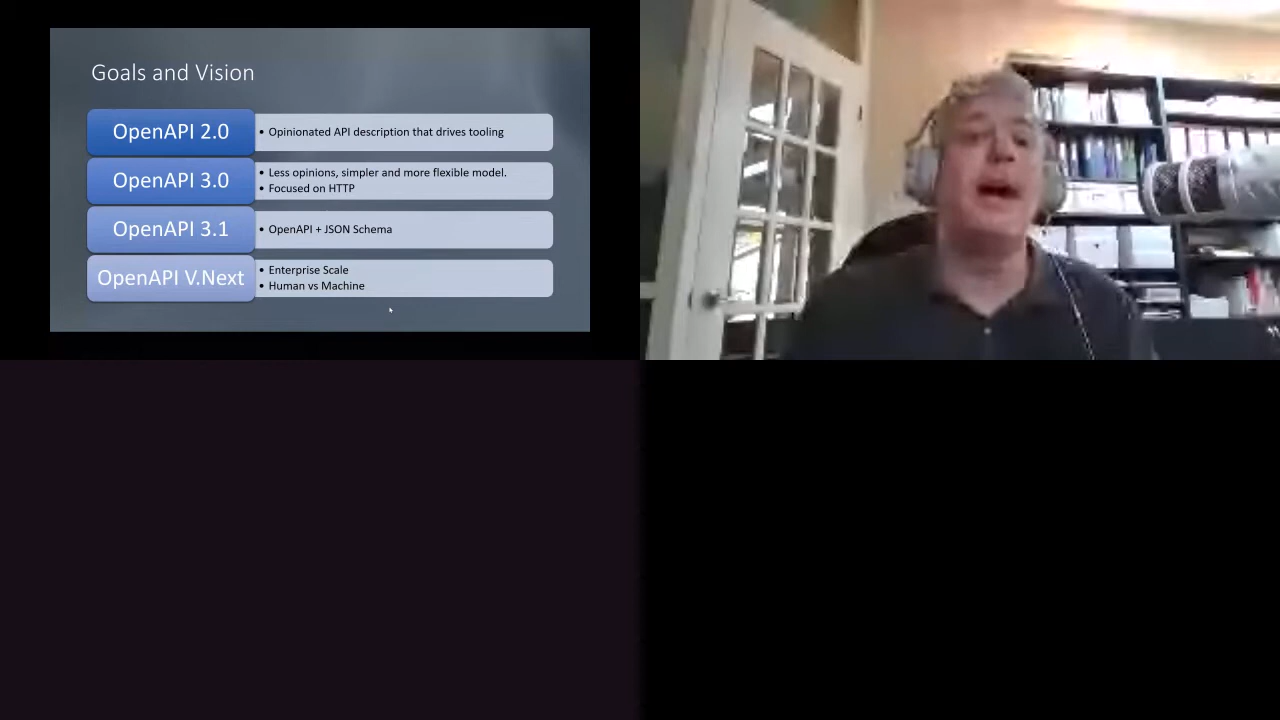 Goals and Vision
OpenAPI 2.0
• Opinionated API description that drives tooling
OpenAPI 3.0
• Less opinions, simpler and more flexible model.
• Focused on HTTP
OpenAPI 3.1
• OpenAPI + JSON Schema
OpenAPI V.Next
• Enterprise Scale
• Human vs Machine